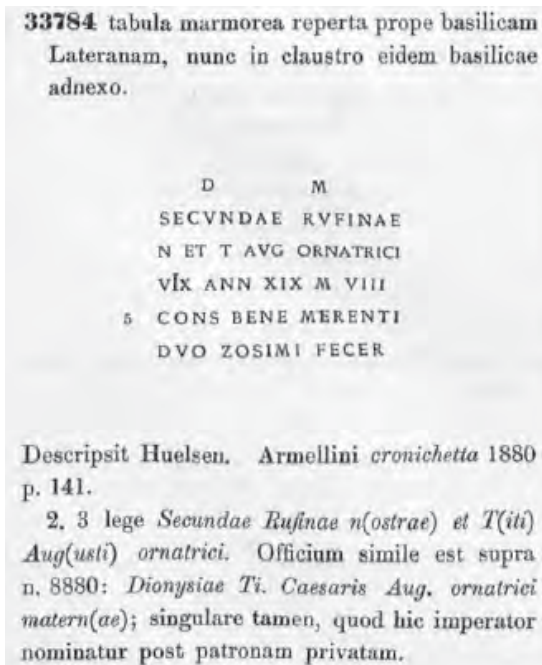 33784 tabula marmorea reperta prope basilicam
Lateranam, nunc in claustro eidem basilicae
adnexo.
D M
SECVNDAE RVFINAE
N ET T AVG ORNATRICI
VIX ANN XIX M VIII
5 CONS BENE MERENTI
DVO ZOSIMI FECER
Descripsit Huelsen. Armellini cronichetta 1880
p. 141.
2. 3 lege Secundae Rufinae n(ostrae) et T(iti)
Aug(usti) ornatrici. Officium simile est supra
n. 8880: Dionysiae Ti. Caesaris Aug. ornatrici
matern(ae); singulare tamen, quod hic imperator
nominatur post patronam privatam.